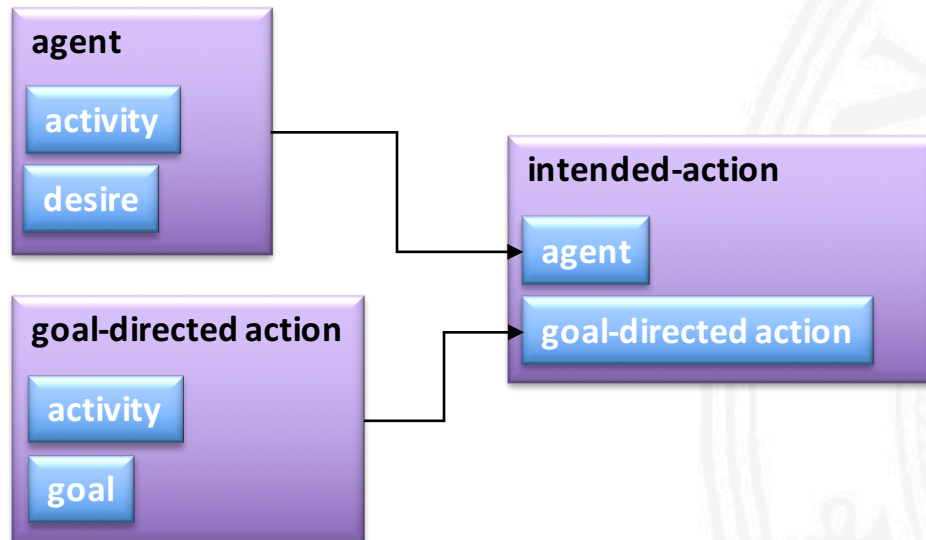 agent
activity
desire
goal-directed action
activity
goal
intended-action
agent
goal-directed action